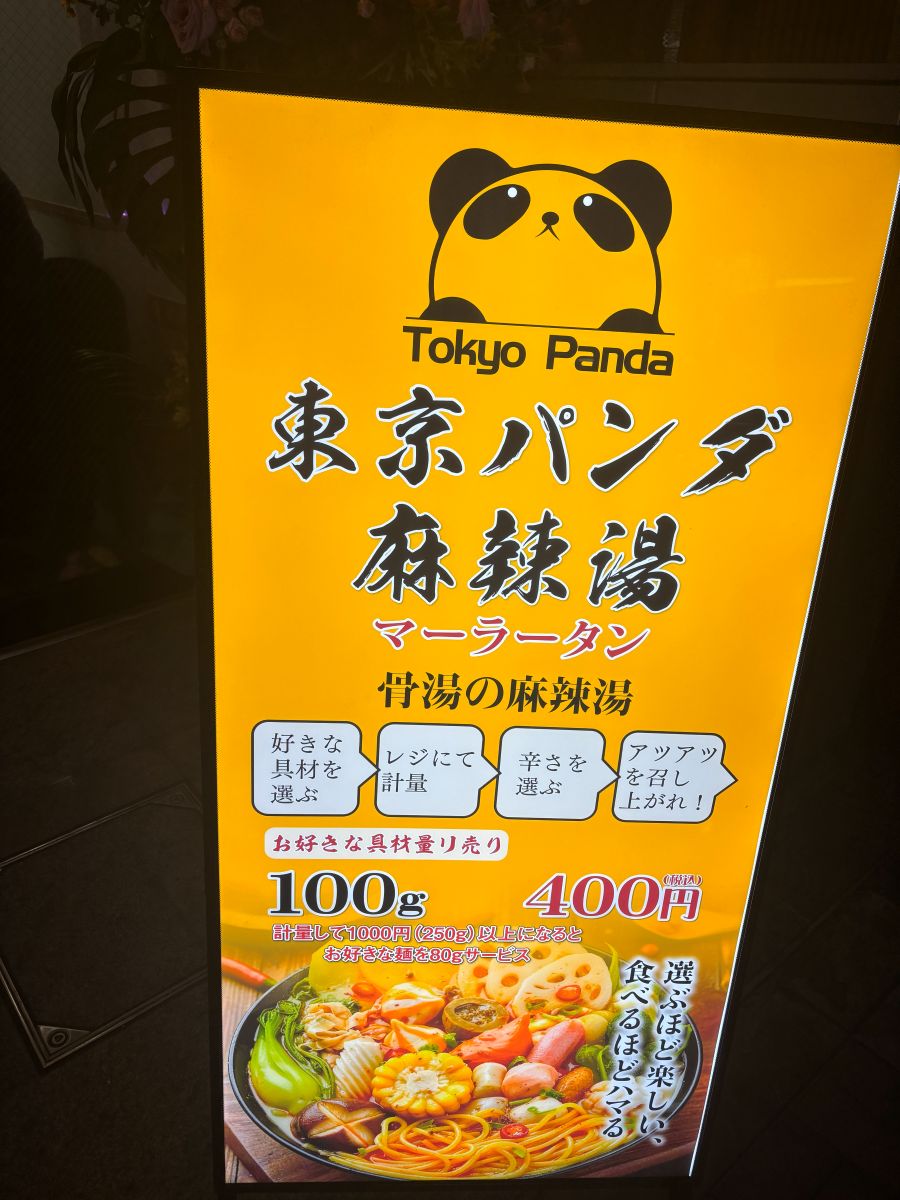 Tokyo Panda
東京パンダ
麻辣湯
マーラータン
骨湯の麻辣湯
好きな
具材を
選ぶ
レジにて
計量
辛さを
選ぶ
アツアツ
を召し
上がれ!
お好きな具材量り売り
100g
400円
(税込)
計量して1000円(250g)以上になると
お好きな麺を80gサービス
選ぶほど楽しい、
食べるほどハマる